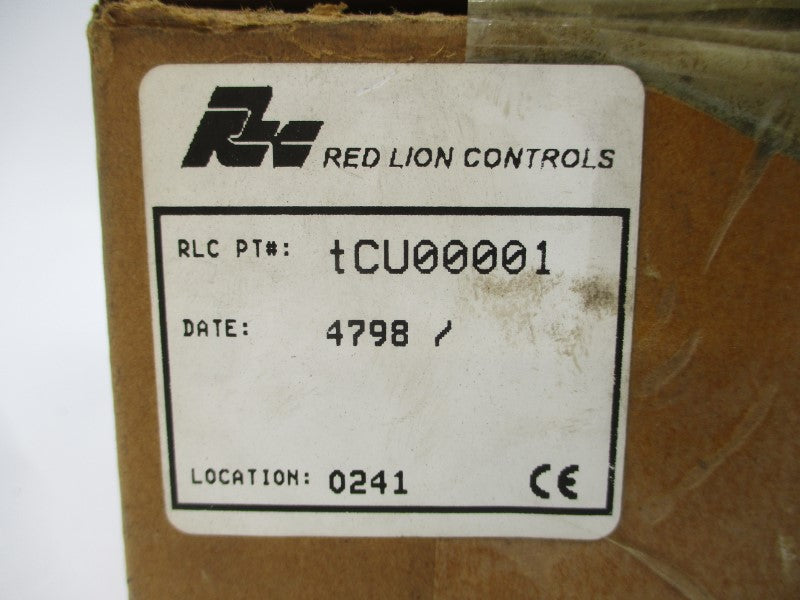 RLC RED LION CONTROLS
RLC PT#: tCU00001
DATE: 4798 /
LOCATION: 0241 CE